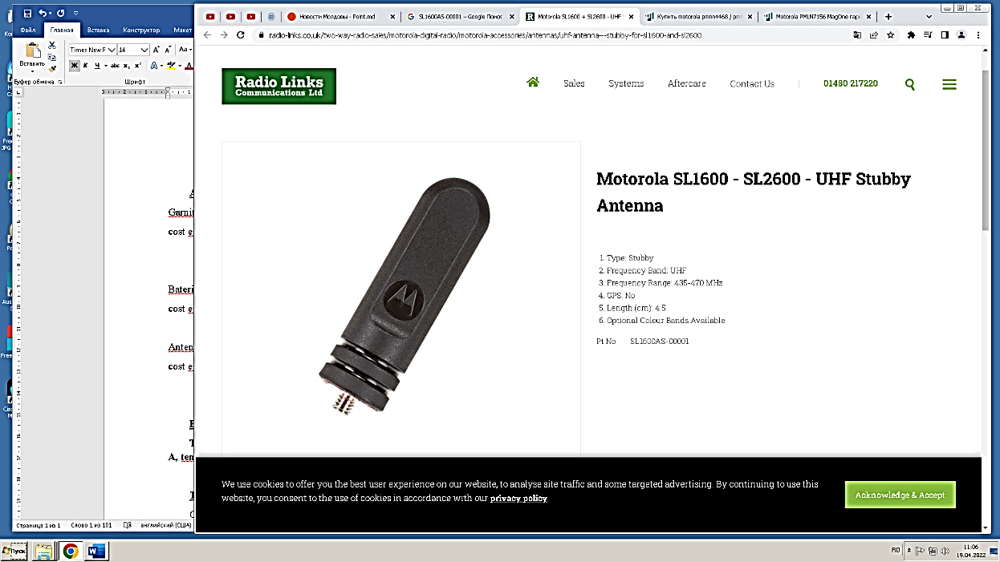 Файл
Главная
Вставка
Конструктор
Макет
Вставить
Буфер обмена
Times New
14
Aa
Ж К Ч abc x₂ x²
Шрифт
Garnit
cost e
Bateri
cost e
Anten
cost e
A, ten
Страница 1 из 1
Слово 1 из 181
английский (США)
Новости Молдовы - Point.md
SL1600AS-00001 – Google Поиск
Motorola SL1600 + SL2600 - UHF
Купить motorola pmnn4468 / pmn
Motorola PMLN7156 MagOne гарн
radio-links.co.uk/two-way-radio-sales/motorola-digital-radio/motorola-accessories/antennas/uhf-antenna---stubby-for-sl1600-and-sl2600
Radio Links
Communications Ltd
Sales
Systems
Aftercare
Contact Us
01480 217220
Motorola SL1600 - SL2600 - UHF Stubby
Antenna
1. Type: Stubby
2. Frequency Band: UHF
3. Frequency Range: 435-470 MHz
4. GPS: No
5. Length (cm): 4.5
6. Optional Colour Bands Available
Pt No SL1600AS-00001
We use cookies to offer you the best user experience on our website, to analyse site traffic and some targeted advertising. By continuing to use this
website, you consent to the use of cookies in accordance with our privacy policy.
Acknowledge & Accept
Пуск
RO
11:06
19.04.2022